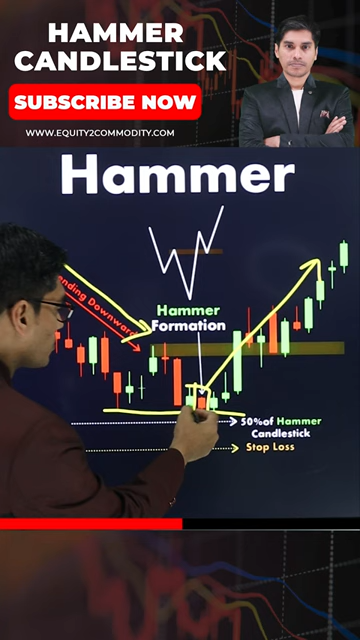 HAMMER
CANDLESTICK
SUBSCRIBE NOW
WWW.EQUITY2COMMODITY.COM
Hammer
Downward
Hammer
Formation
50%of Hammer
Candlestick
Stop Loss